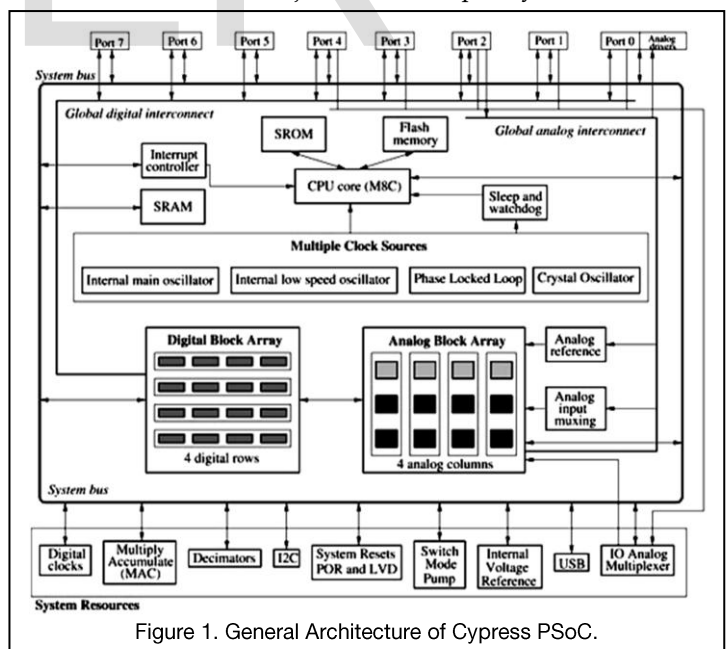 Port 7 Port 6 Port 5 Port 4 Port 3 Port 2 Port 1 Port 0 Analog drivers
System bus
Global digital interconnect
Global analog interconnect
SROM
Flash
memory
Interrupt
controller
CPU core (M8C)
Sleep and
watchdog
SRAM
Multiple Clock Sources
Internal main oscillator
Internal low speed oscillator
Phase Locked Loop
Crystal Oscillator
Digital Block Array
4 digital rows
Analog Block Array
4 analog columns
Analog
reference
Analog
input
muxing
System bus
Digital
clocks
Multiply
Accumulate
(MAC)
Decimators
I2C
System Resets
POR and LVD
Switch
Mode
Pump
Internal
Voltage
Reference
USB
IO Analog
Multiplexer
System Resources
Figure 1. General Architecture of Cypress PSoC.